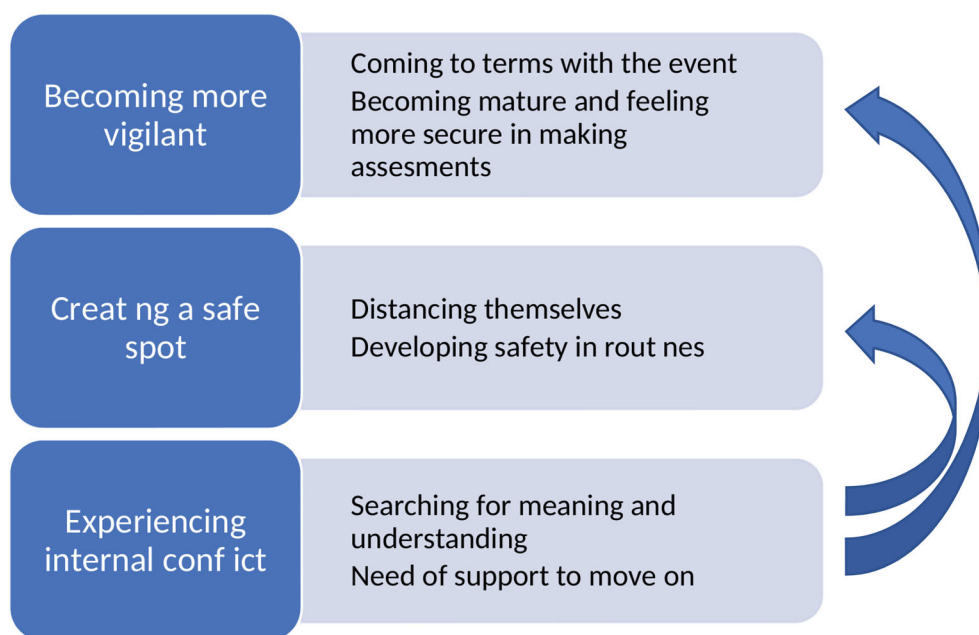 Becoming more
vigilant
Coming to terms with the event
Becoming mature and feeling
more secure in making
assesments
Creat ng a safe
spot
Distancing themselves
Developing safety in rout nes
Experiencing
internal conf ict
Searching for meaning and
understanding
Need of support to move on